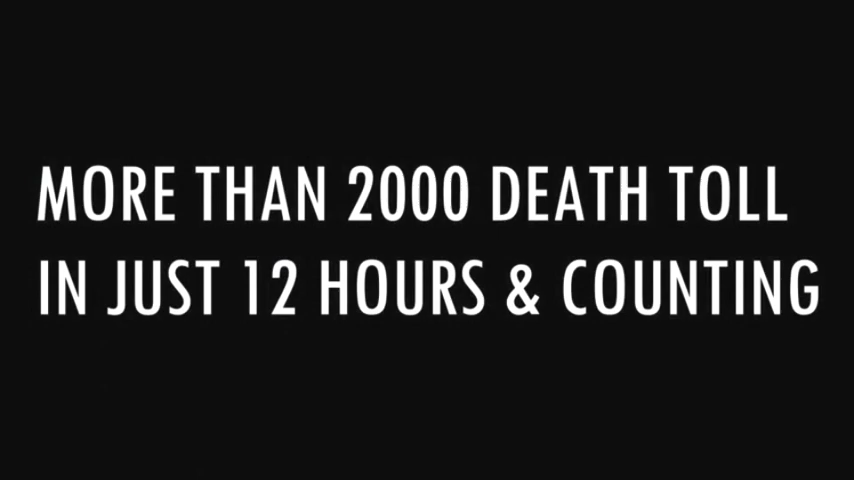 MORE THAN 2000 DEATH TOLL
IN JUST 12 HOURS & COUNTING